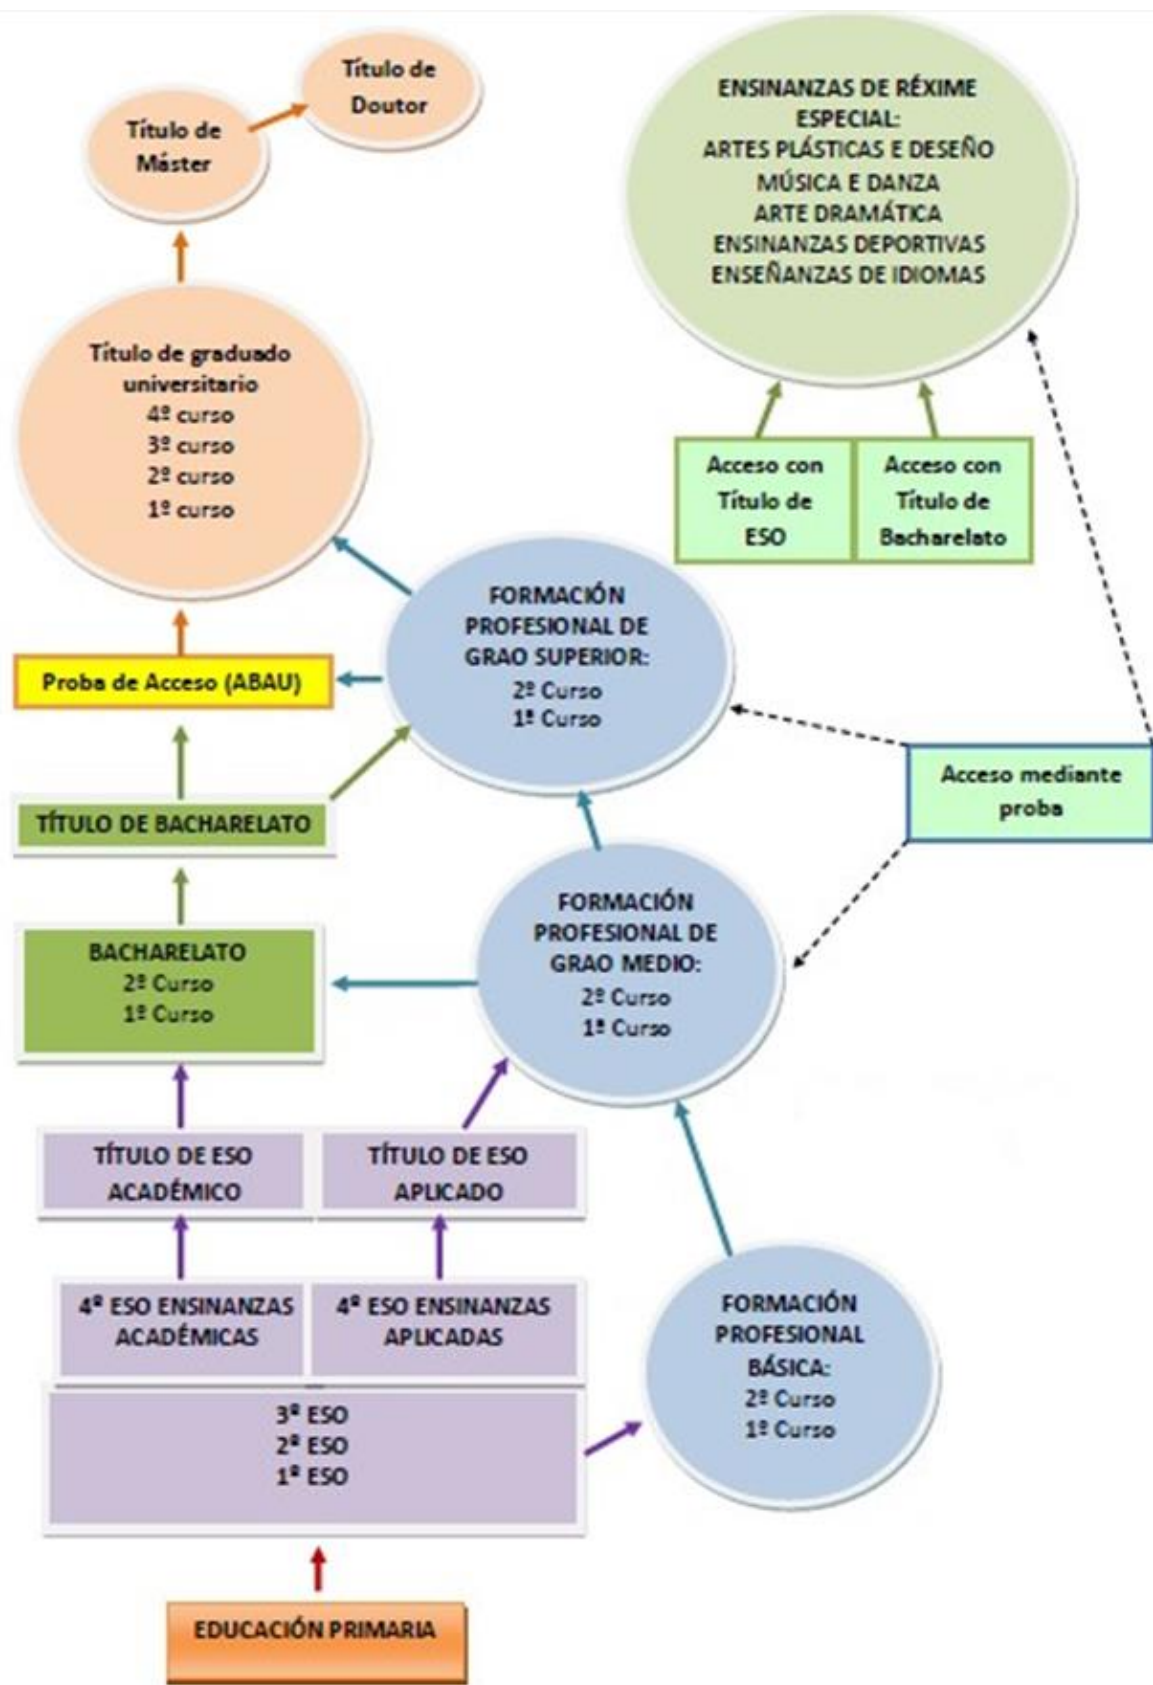 Título de
Doutor
Título de
Máster
ENSINANZAS DE RÉXIME
ESPECIAL:
ARTES PLÁSTICAS E DESEÑO
MÚSICA E DANZA
ARTE DRAMÁTICA
ENSINANZAS DEPORTIVAS
ENSEÑANZAS DE IDIOMAS
Título de graduado
universitario
4º curso
3º curso
2º curso
1º curso
Acceso con
Título de
ESO
Acceso con
Título de
Bacharelato
FORMACIÓN
PROFESIONAL DE
GRAO SUPERIOR:
2º Curso
1º Curso
Proba de Acceso (ABAU)
Acceso mediante
proba
TÍTULO DE BACHARELATO
FORMACIÓN
PROFESIONAL DE
GRAO MEDIO:
2º Curso
1º Curso
BACHARELATO
2º Curso
1º Curso
TÍTULO DE ESO
ACADÉMICO
TÍTULO DE ESO
APLICADO
4º ESO ENSINANZAS
ACADÉMICAS
4º ESO ENSINANZAS
APLICADAS
FORMACIÓN
PROFESIONAL
BÁSICA:
2º Curso
1º Curso
3º ESO
2º ESO
1º ESO
EDUCACIÓN PRIMARIA